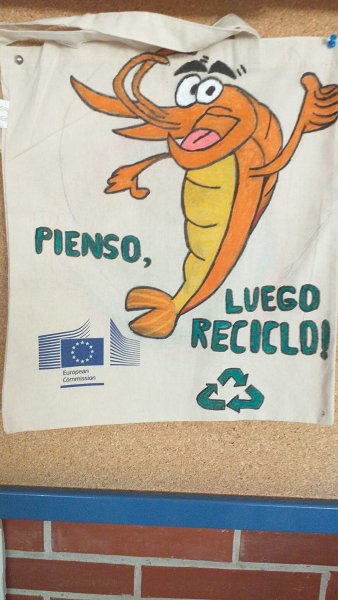 PIENSO,
LUEGO
RECICLO!
European
Commission